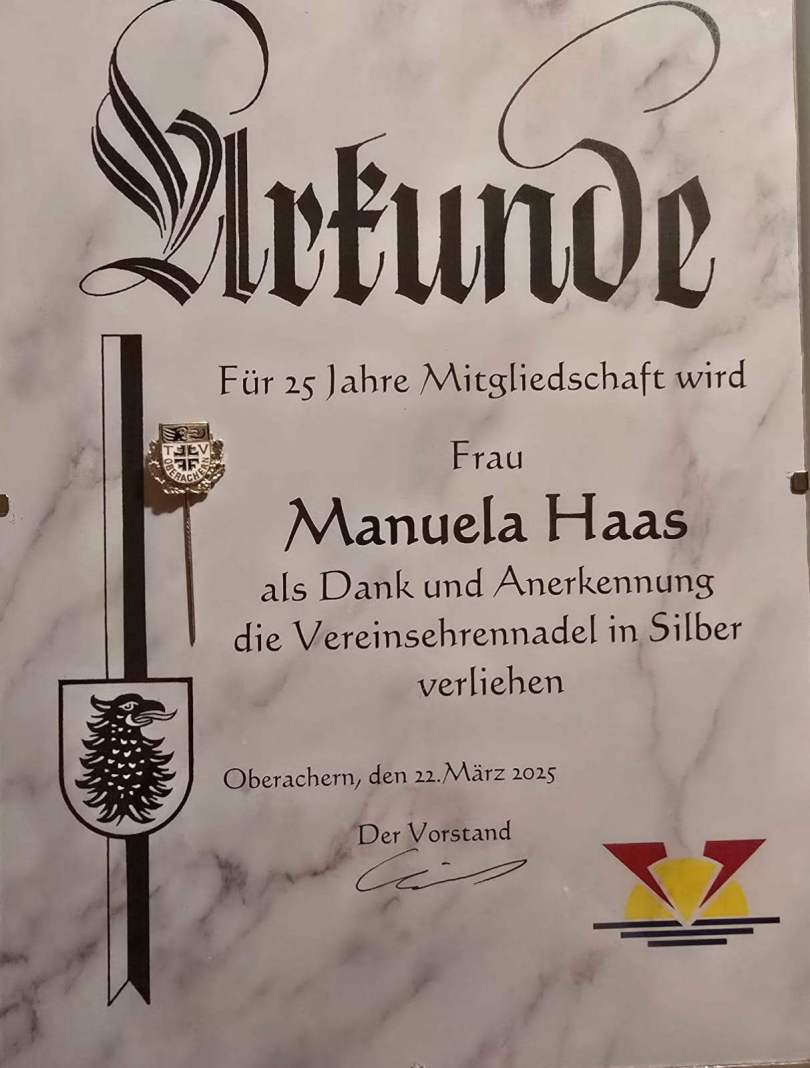 Urkunde
Für 25 Jahre Mitgliedschaft wird
T V
OBERACHERN
Frau
Manuela Haas
als Dank und Anerkennung
die Vereinsehrennadel in Silber
verliehen
Oberachern, den 22.März 2025
Der Vorstand